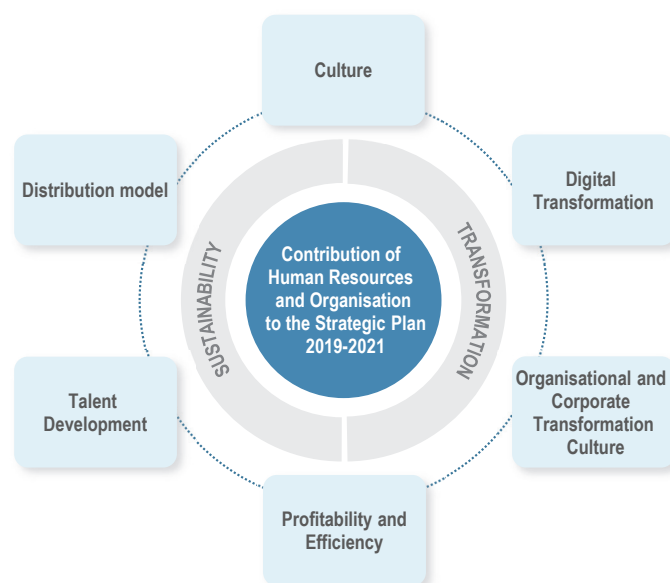 Culture
Distribution model
Digital
Transformation
SUSTAINABILITY
Contribution of
Human Resources
and Organisation
to the Strategic Plan
2019-2021
TRANSFORMATION
Talent
Development
Organisational and
Corporate
Transformation
Culture
Profitability and
Efficiency